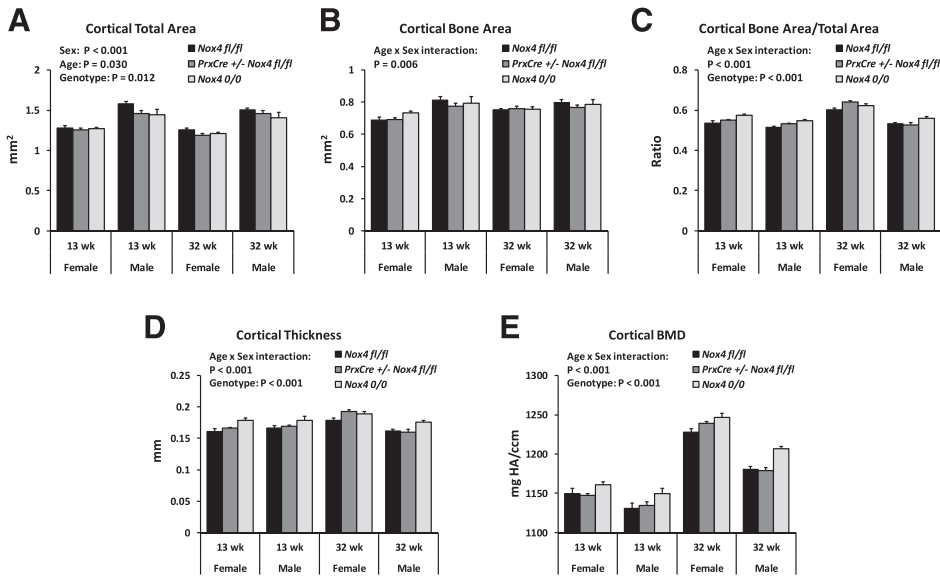 A
Cortical Total Area
Sex: P < 0.001
Age: P = 0.030
Genotype: P = 0.012
Nox4 fl/fl
PrxCre +/- Nox4 fl/fl
Nox4 0/0
mm2
2
1.5
1
0.5
0
13 wk 13 wk 32 wk 32 wk
Female Male Female Male
B
Cortical Bone Area
Age x Sex interaction:
P = 0.006
Nox4 fl/fl
PrxCre +/- Nox4 fl/fl
Nox4 0/0
mm2
1
0.8
0.6
0.4
0.2
0
13 wk 13 wk 32 wk 32 wk
Female Male Female Male
C
Cortical Bone Area/Total Area
Age x Sex interaction:
P < 0.001
Genotype: P < 0.001
Nox4 fl/fl
PrxCre +/- Nox4 fl/fl
Nox4 0/0
Ratio
0.8
0.6
0.4
0.2
0
13 wk 13 wk 32 wk 32 wk
Female Male Female Male
D
Cortical Thickness
Age x Sex interaction:
P < 0.001
Genotype: P < 0.001
Nox4 fl/fl
PrxCre +/- Nox4 fl/fl
Nox4 0/0
mm
0.25
0.2
0.15
0.1
0.05
0
13 wk 13 wk 32 wk 32 wk
Female Male Female Male
E
Cortical BMD
Age x Sex interaction:
P < 0.001
Genotype: P < 0.001
Nox4 fl/fl
PrxCre +/- Nox4 fl/fl
Nox4 0/0
mg HA/ccm
1300
1250
1200
1150
1100
13 wk 13 wk 32 wk 32 wk
Female Male Female Male